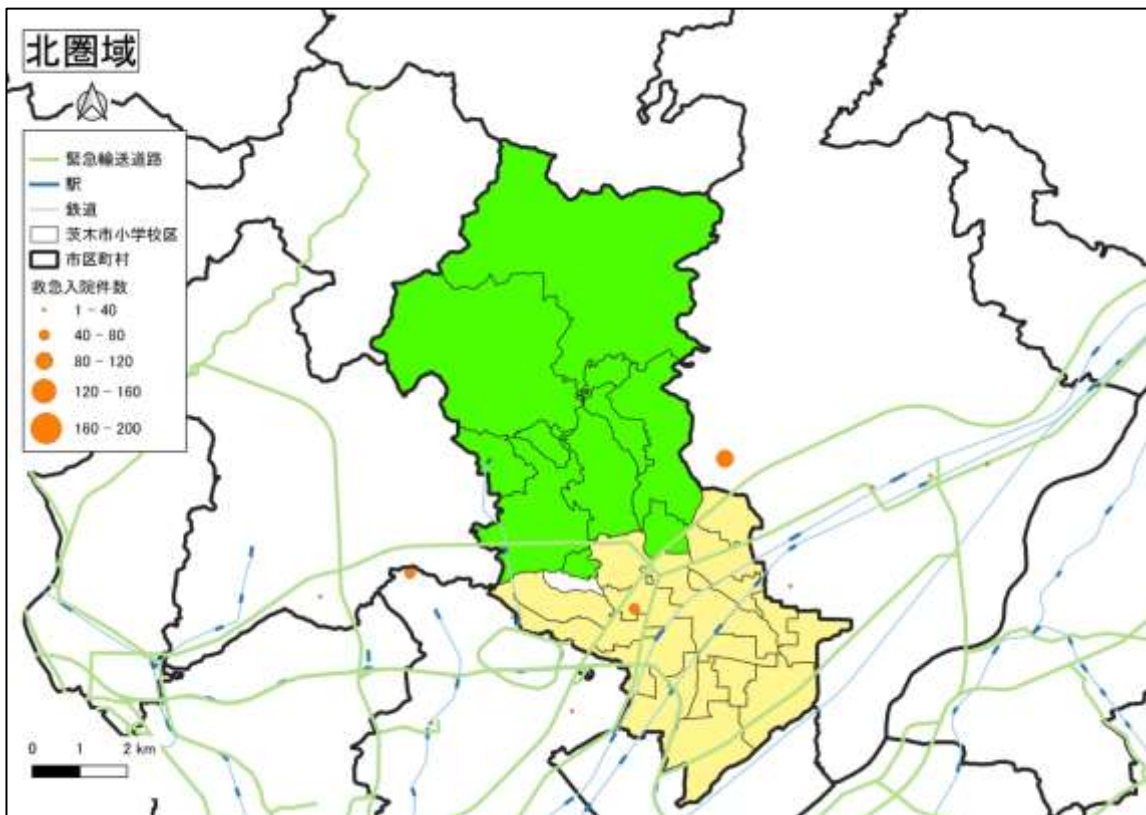 北圏域
緊急輸送道路
駅
鉄道
茨木市小学校区
市区町村
救急入院件数
1 - 40
40 - 80
80 - 120
120 - 160
160 - 200
0 1 2 km